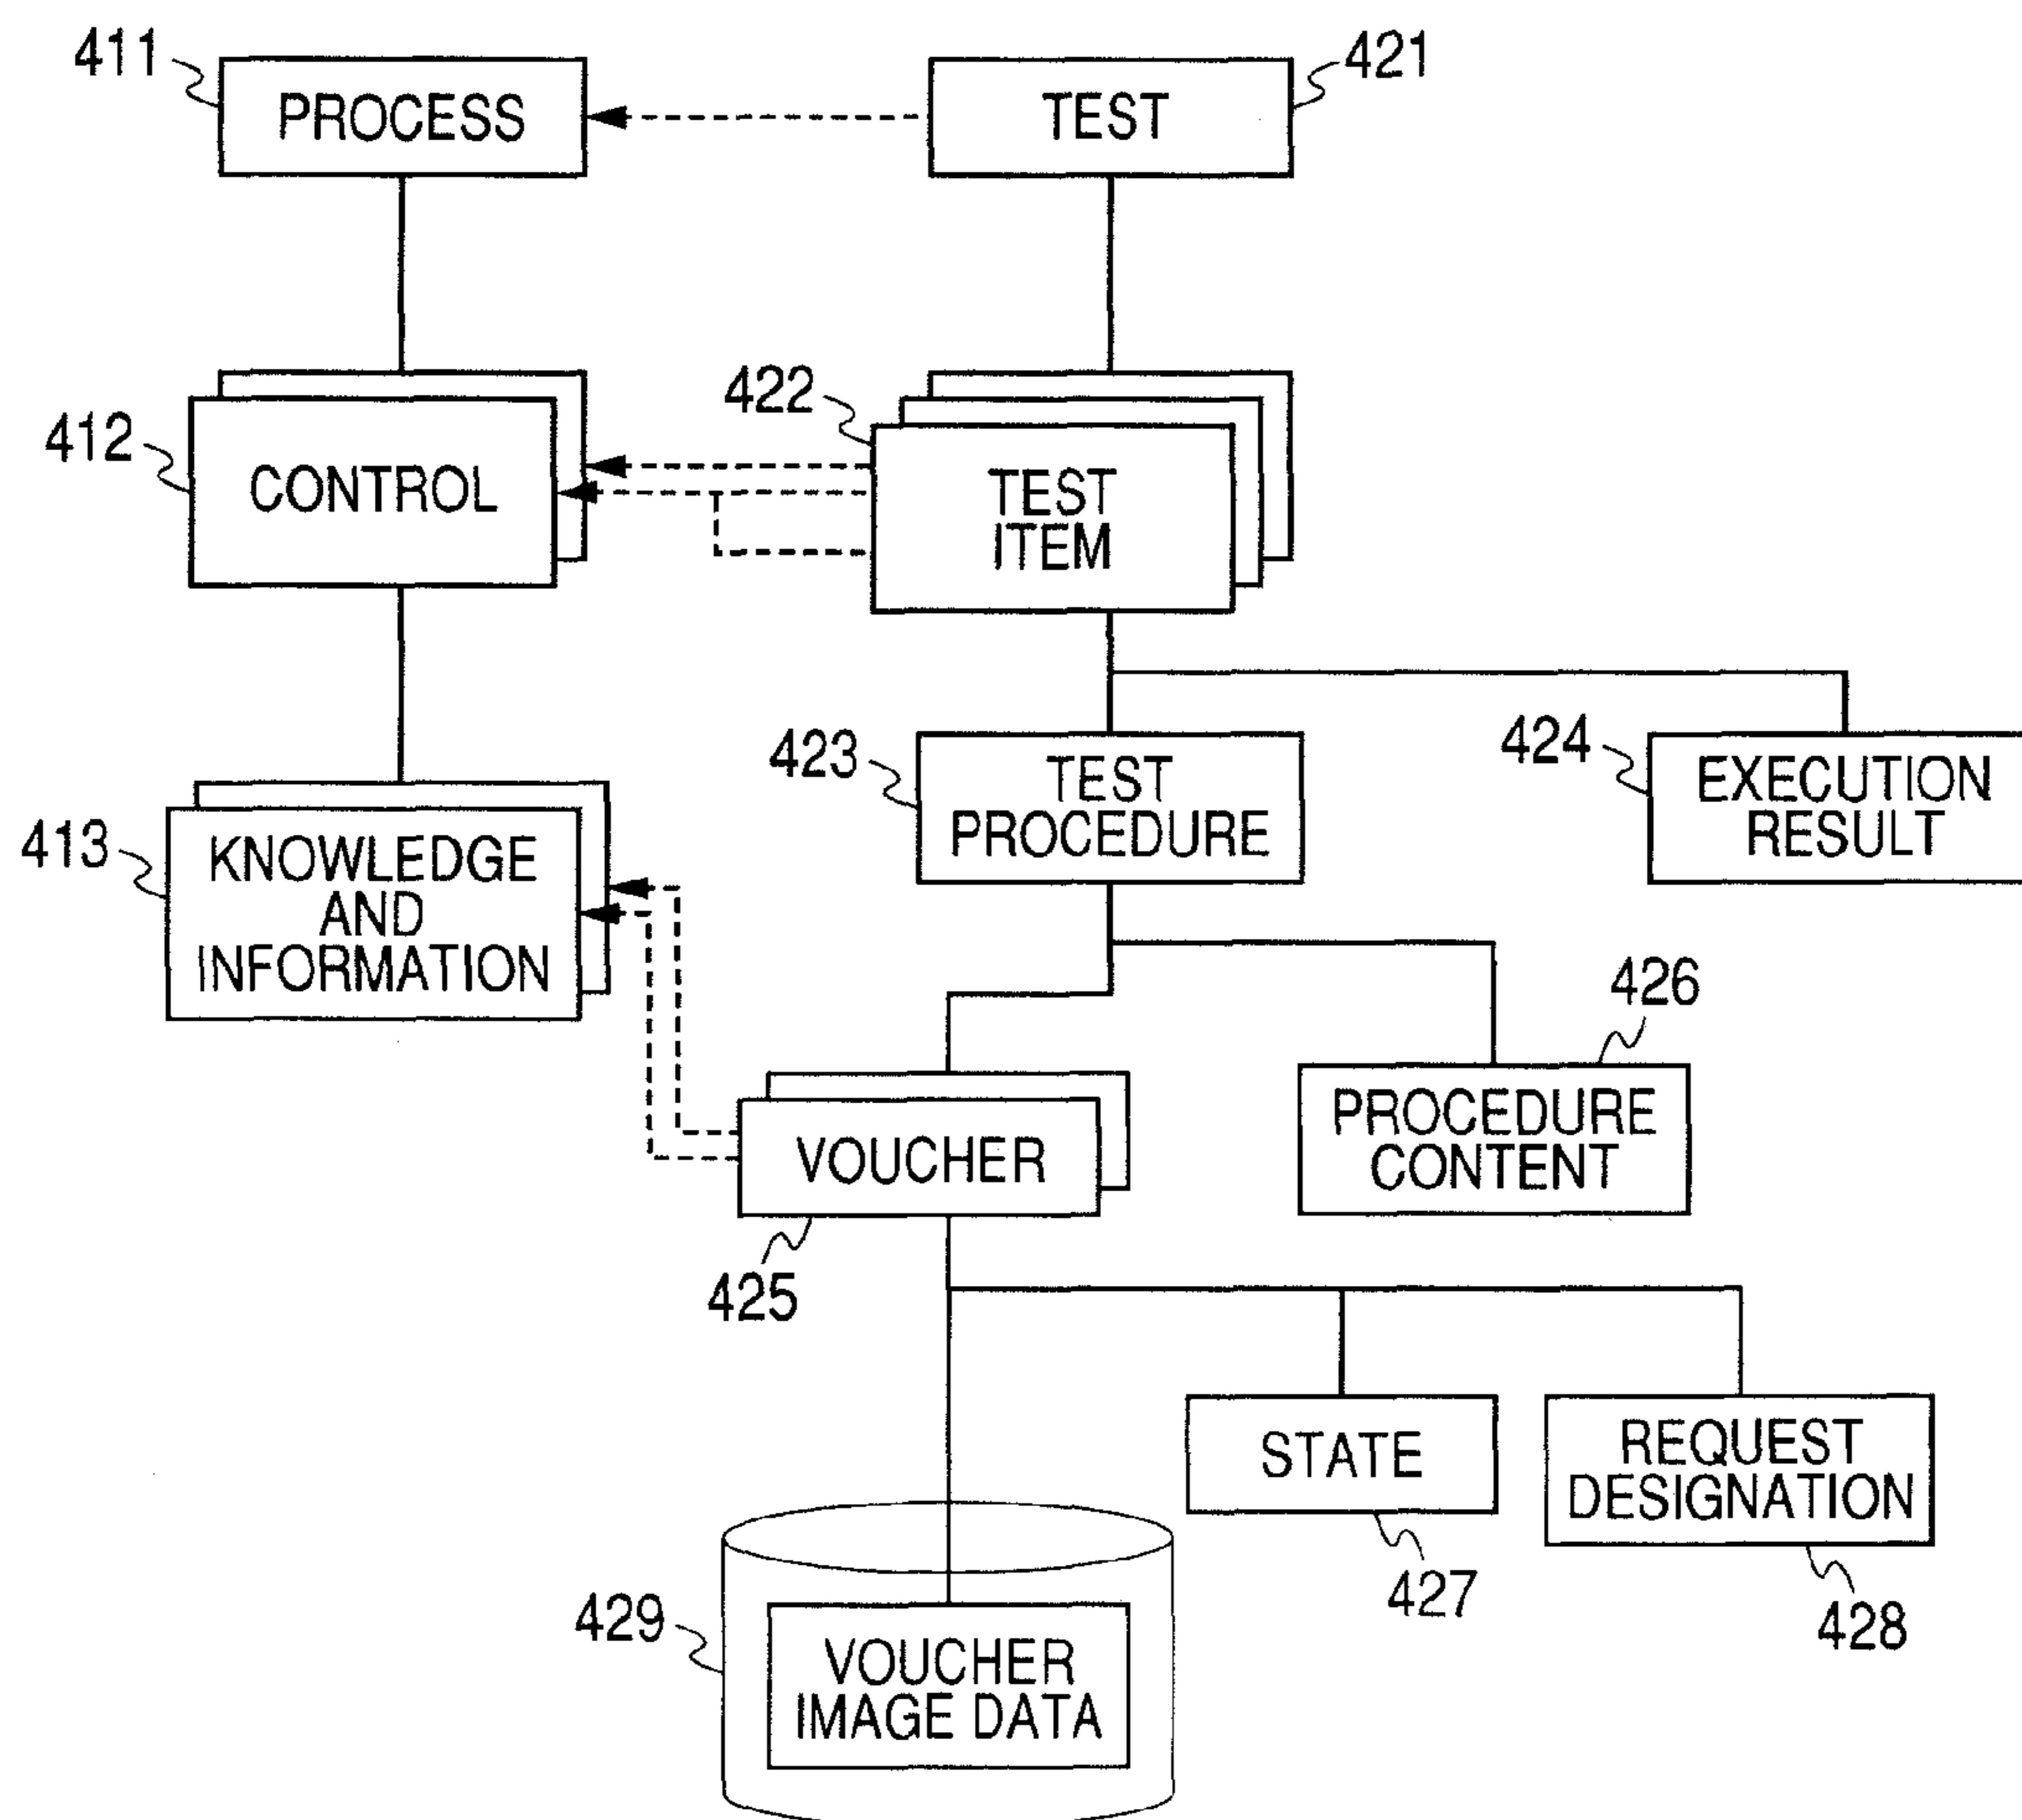 411
PROCESS
TEST
421
412
CONTROL
422
TEST
ITEM
413
KNOWLEDGE
AND
INFORMATION
423
TEST
PROCEDURE
424
EXECUTION
RESULT
425
VOUCHER
426
PROCEDURE
CONTENT
STATE
427
REQUEST
DESIGNATION
428
429
VOUCHER
IMAGE DATA